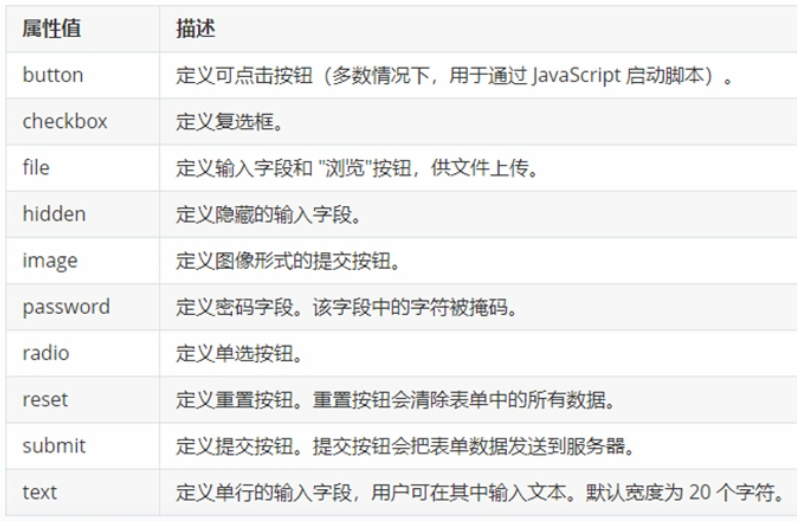 属性值 描述
button 定义可点击按钮（多数情况下，用于通过 JavaScript 启动脚本）。
checkbox 定义复选框。
file 定义输入字段和 "浏览"按钮，供文件上传。
hidden 定义隐藏的输入字段。
image 定义图像形式的提交按钮。
password 定义密码字段。该字段中的字符被掩码。
radio 定义单选按钮。
reset 定义重置按钮。重置按钮会清除表单中的所有数据。
submit 定义提交按钮。提交按钮会把表单数据发送到服务器。
text 定义单行的输入字段，用户可在其中输入文本。默认宽度为 20 个字符。